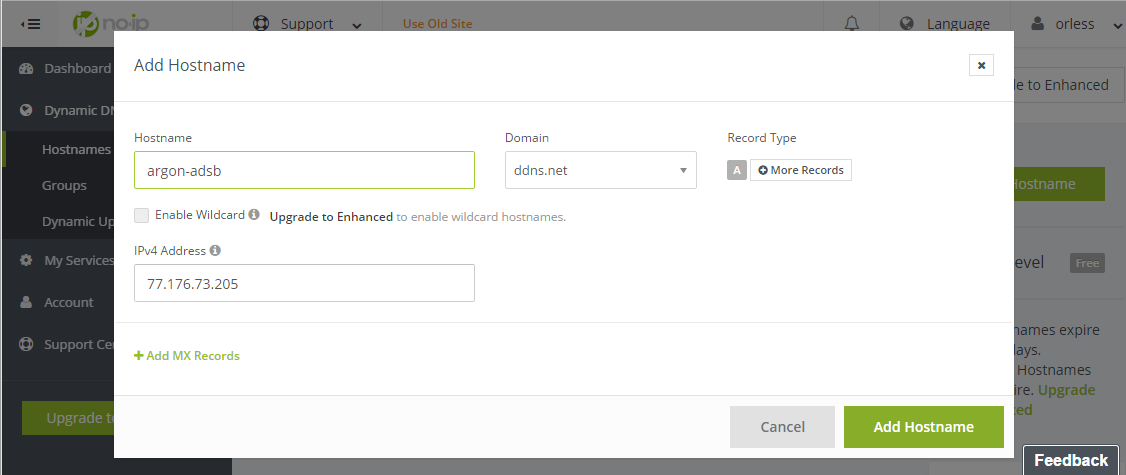 no-ip Support Use Old Site Language orless
Add Hostname
Dashboard
le to Enhanced
Dynamic DN
Hostname Domain Record Type
Hostnames
argon-adsb ddns.net A More Records
Groups
Hostname
Enable Wildcard Upgrade to Enhanced to enable wildcard hostnames.
Dynamic Up
IPv4 Address
My Services
evel Free
77.176.73.205
Account
names expire
Support Cen
days.
+ Add MX Records
Hostnames
ire. Upgrade
Upgrade to
ced
Cancel Add Hostname
Feedback